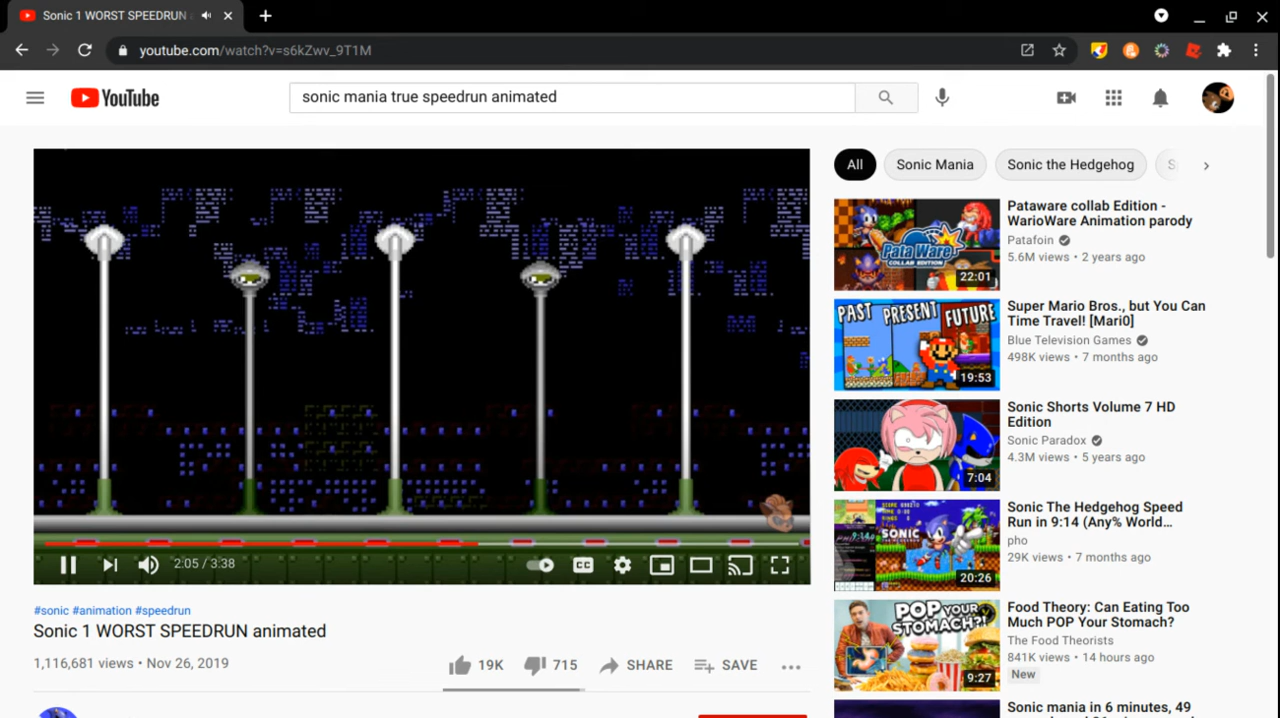 Sonic 1 WORST SPEEDRUN
youtube.com/watch?v=s6kZwv_9T1M
YouTube
sonic mania true speedrun animated
All
Sonic Mania
Sonic the Hedgehog
2:05 / 3:38
CC
#sonic #animation #speedrun
Sonic 1 WORST SPEEDRUN animated
1,116,681 views • Nov 26, 2019
19K
715
SHARE
SAVE
PATAWARE
COLLAB EDITION
22:01
Pataware collab Edition -
WarioWare Animation parody
Patafoin
5.6M views • 2 years ago
PAST PRESENT FUTURE
19:53
Super Mario Bros., but You Can
Time Travel! [Mari0]
Blue Television Games
498K views • 7 months ago
7:04
Sonic Shorts Volume 7 HD
Edition
Sonic Paradox
4.3M views • 5 years ago
SONIC
20:26
Sonic The Hedgehog Speed
Run in 9:14 (Any% World...
pho
29K views • 7 months ago
POP YOUR
STOMACH?!
9:27
Food Theory: Can Eating Too
Much POP Your Stomach?
The Food Theorists
841K views • 14 hours ago
New
Sonic mania in 6 minutes, 49